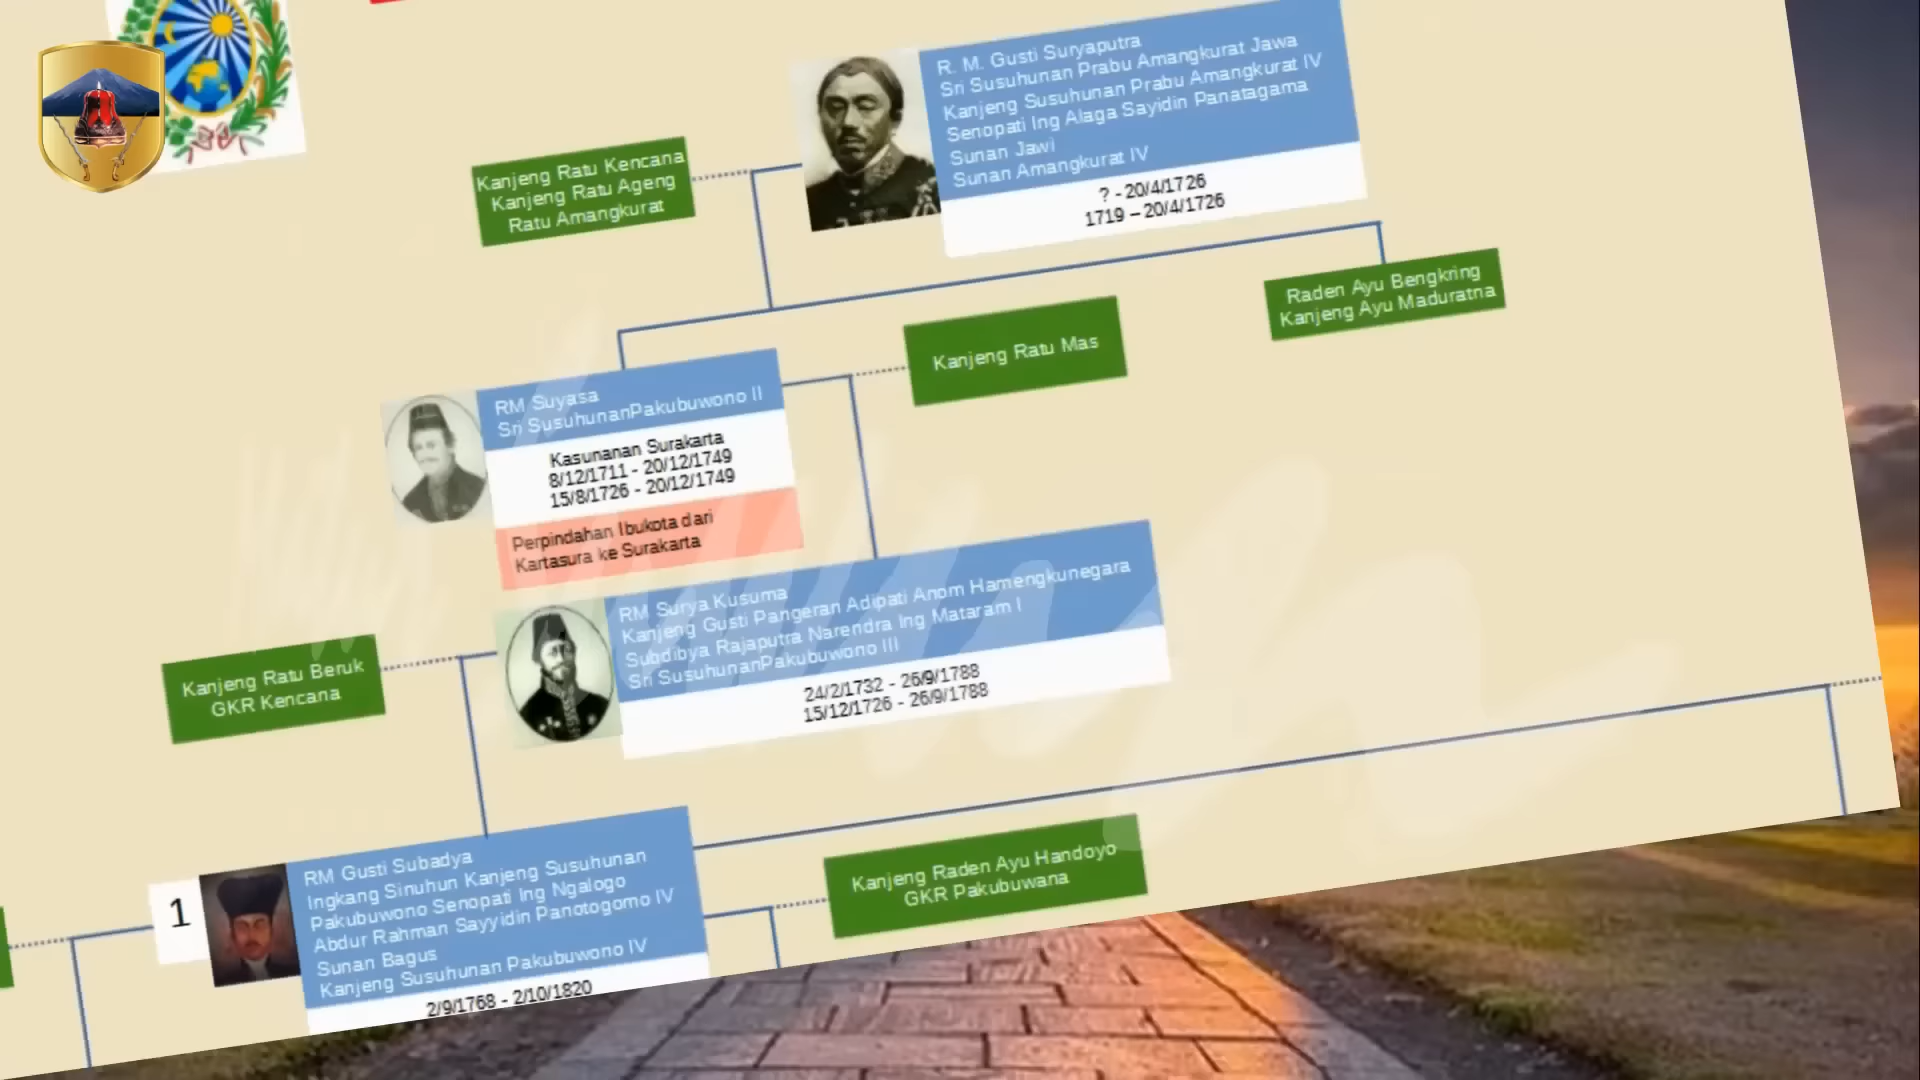 R. M. Gusti Suryaputra
Sri Susuhunan Prabu Amangkurat Jawa
Kanjeng Susuhunan Prabu Amangkurat IV
Senopati Ing Alaga Sayidin Panatagama
Sunan Jawi
Sunan Amangkurat IV
? - 20/4/1726
1719 – 20/4/1726
Kanjeng Ratu Kencana
Kanjeng Ratu Ageng
Ratu Amangkurat
Raden Ayu Bengkring
Kanjeng Ayu Maduratna
Kanjeng Ratu Mas
RM Suyasa
Sri SusuhunanPakubuwono II
Kasunanan Surakarta
8/12/1711 - 20/12/1749
15/8/1726 - 20/12/1749
Perpindahan Ibukota dari
Kartasura ke Surakarta
RM Surya Kusuma
Kanjeng Gusti Pangeran Adipati Anom Hamengkunegara
Subdibya Rajaputra Narendra Ing Mataram I
Sri SusuhunanPakubuwono III
24/2/1732 - 26/9/1788
15/12/1726 - 26/9/1788
Kanjeng Ratu Beruk
GKR Kencana
1
RM Gusti Subadya
Ingkang Sinuhun Kanjeng Susuhunan
Pakubuwono Senopati Ing Ngalogo
Abdur Rahman Sayyidin Panotogomo IV
Sunan Bagus
Kanjeng Susuhunan Pakubuwono IV
2/9/1768 - 2/10/1820
Kanjeng Raden Ayu Handoyo
GKR Pakubuwana